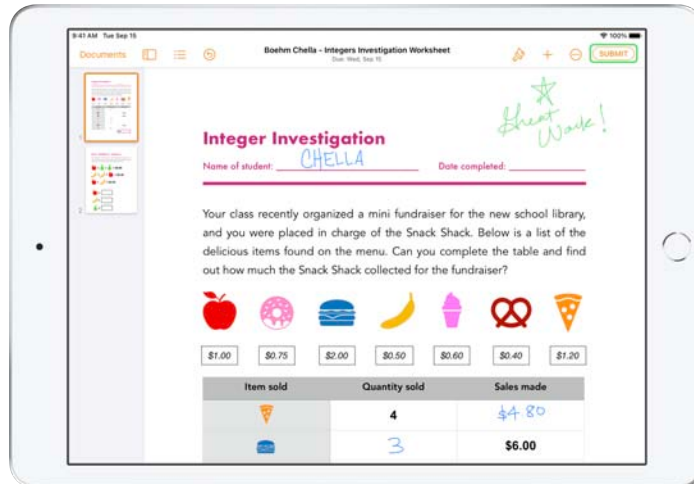 9:41 AM Tue Sep 15
100%
Documents
Boehm Chella - Integers Investigation Worksheet
Due: Wed, Sep 16
SUBMIT
Great
Work!
Integer Investigation
Name of student: CHELLA Date completed:
Your class recently organized a mini fundraiser for the new school library,
and you were placed in charge of the Snack Shack. Below is a list of the
delicious items found on the menu. Can you complete the table and find
out how much the Snack Shack collected for the fundraiser?
$1.00 $0.75 $2.00 $0.50 $0.60 $0.40 $1.20
Item sold Quantity sold Sales made
4 $4.80
3 $6.00
1
2